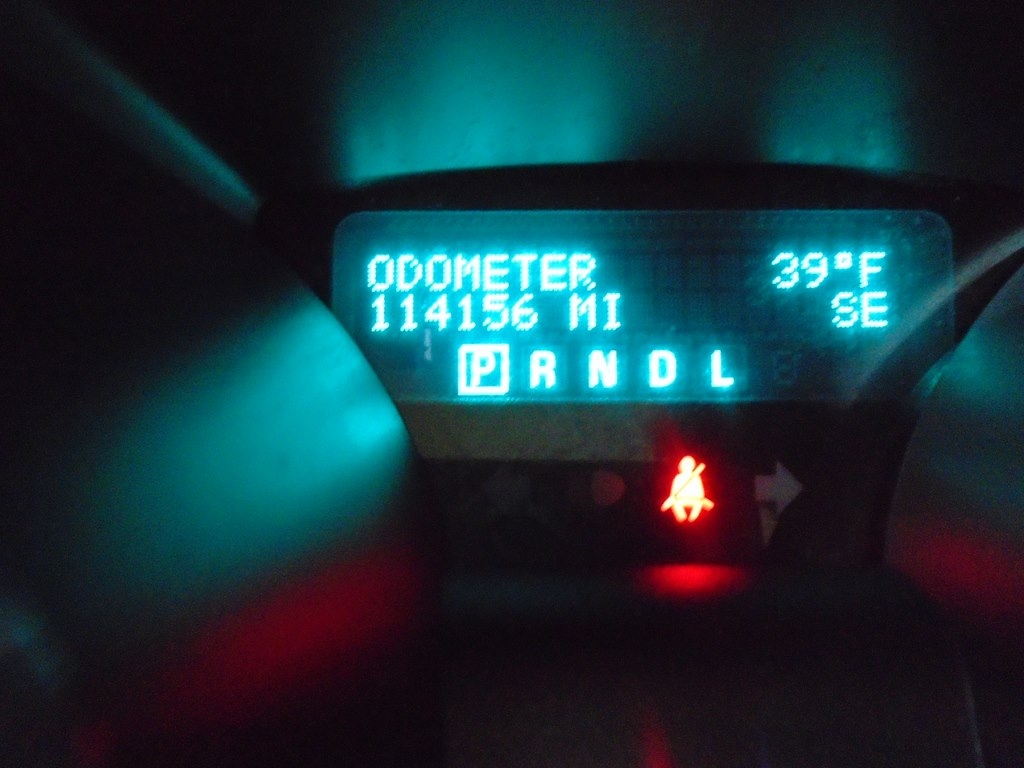 ODOMETER 39°F
114156 MI SE
P R N D L